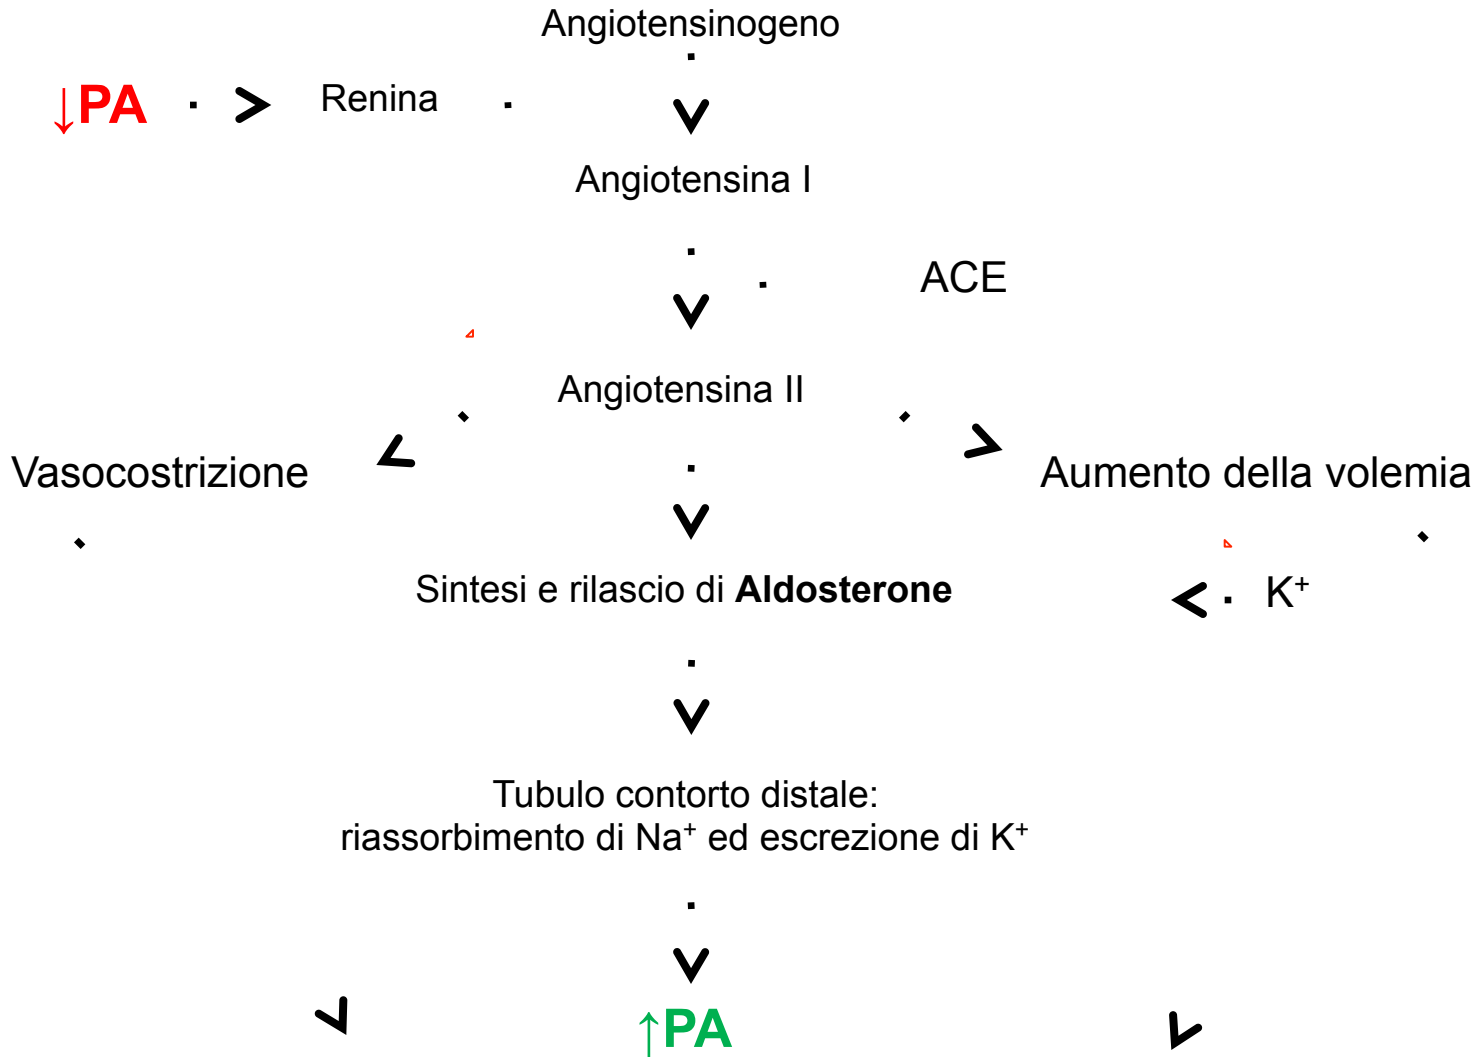 Angiotensinogeno
↓PA
Renina
Angiotensina I
ACE
Angiotensina II
Vasocostrizione
Aumento della volemia
Sintesi e rilascio di Aldosterone
K⁺
Tubulo contorto distale:
riassorbimento di Na⁺ ed escrezione di K⁺
↑PA